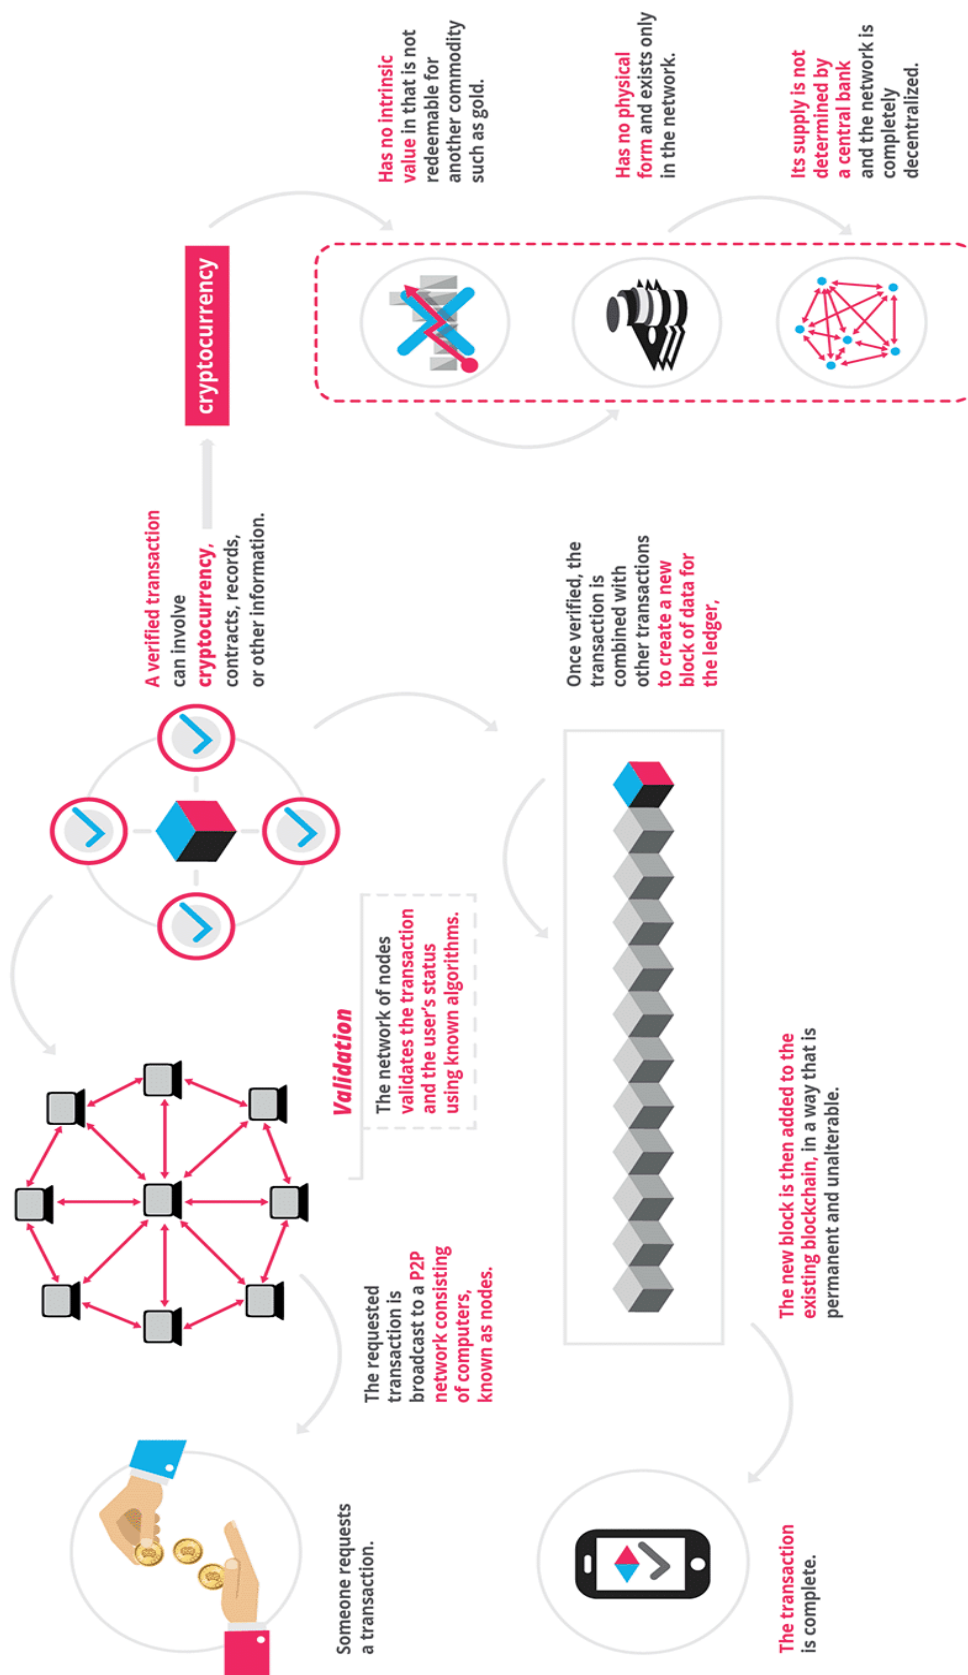 Someone requests
a transaction.
The requested
transaction is
broadcast to a P2P
network consisting
of computers,
known as nodes.
Validation
The network of nodes
validates the transaction
and the user's status
using known algorithms.
A verified transaction
can involve
cryptocurrency,
contracts, records,
or other information.
cryptocurrency
Has no intrinsic
value in that is not
redeemable for
another commodity
such as gold.
Has no physical
form and exists only
in the network.
Its supply is not
determined by
a central bank
and the network is
completely
decentralized.
Once verified, the
transaction is
combined with
other transactions
to create a new
block of data for
the ledger,
The new block is then added to the
existing blockchain, in a way that is
permanent and unalterable.
The transaction
is complete.